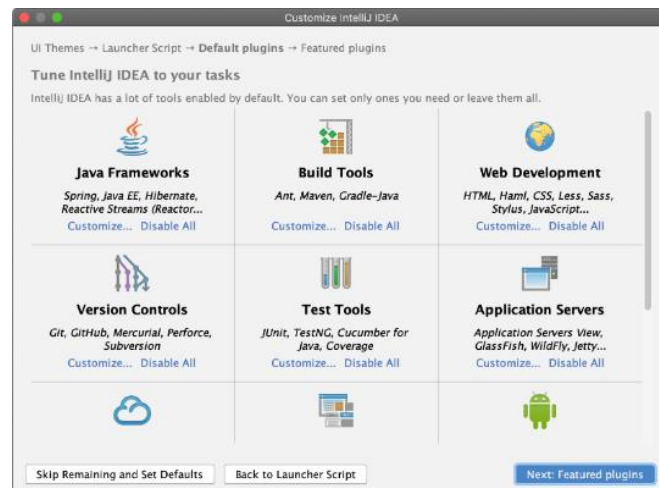 Customize IntelliJ IDEA
UI Themes → Launcher Script → Default plugins → Featured plugins
Tune IntelliJ IDEA to your tasks
IntelliJ IDEA has a lot of tools enabled by default. You can set only ones you need or leave them all.
Java Frameworks
Spring, Java EE, Hibernate,
Reactive Streams (Reactor...
Customize... Disable All
Build Tools
Ant, Maven, Gradle-Java
Customize... Disable All
Web Development
HTML, Haml, CSS, Less, Sass,
Stylus, JavaScript...
Customize... Disable All
Version Controls
Git, GitHub, Mercurial, Perforce,
Subversion
Customize... Disable All
Test Tools
JUnit, TestNG, Cucumber for
Java, Coverage
Customize... Disable All
Application Servers
Application Servers View,
GlassFish, WildFly, Jetty...
Customize... Disable All
Skip Remaining and Set Defaults
Back to Launcher Script
Next: Featured plugins